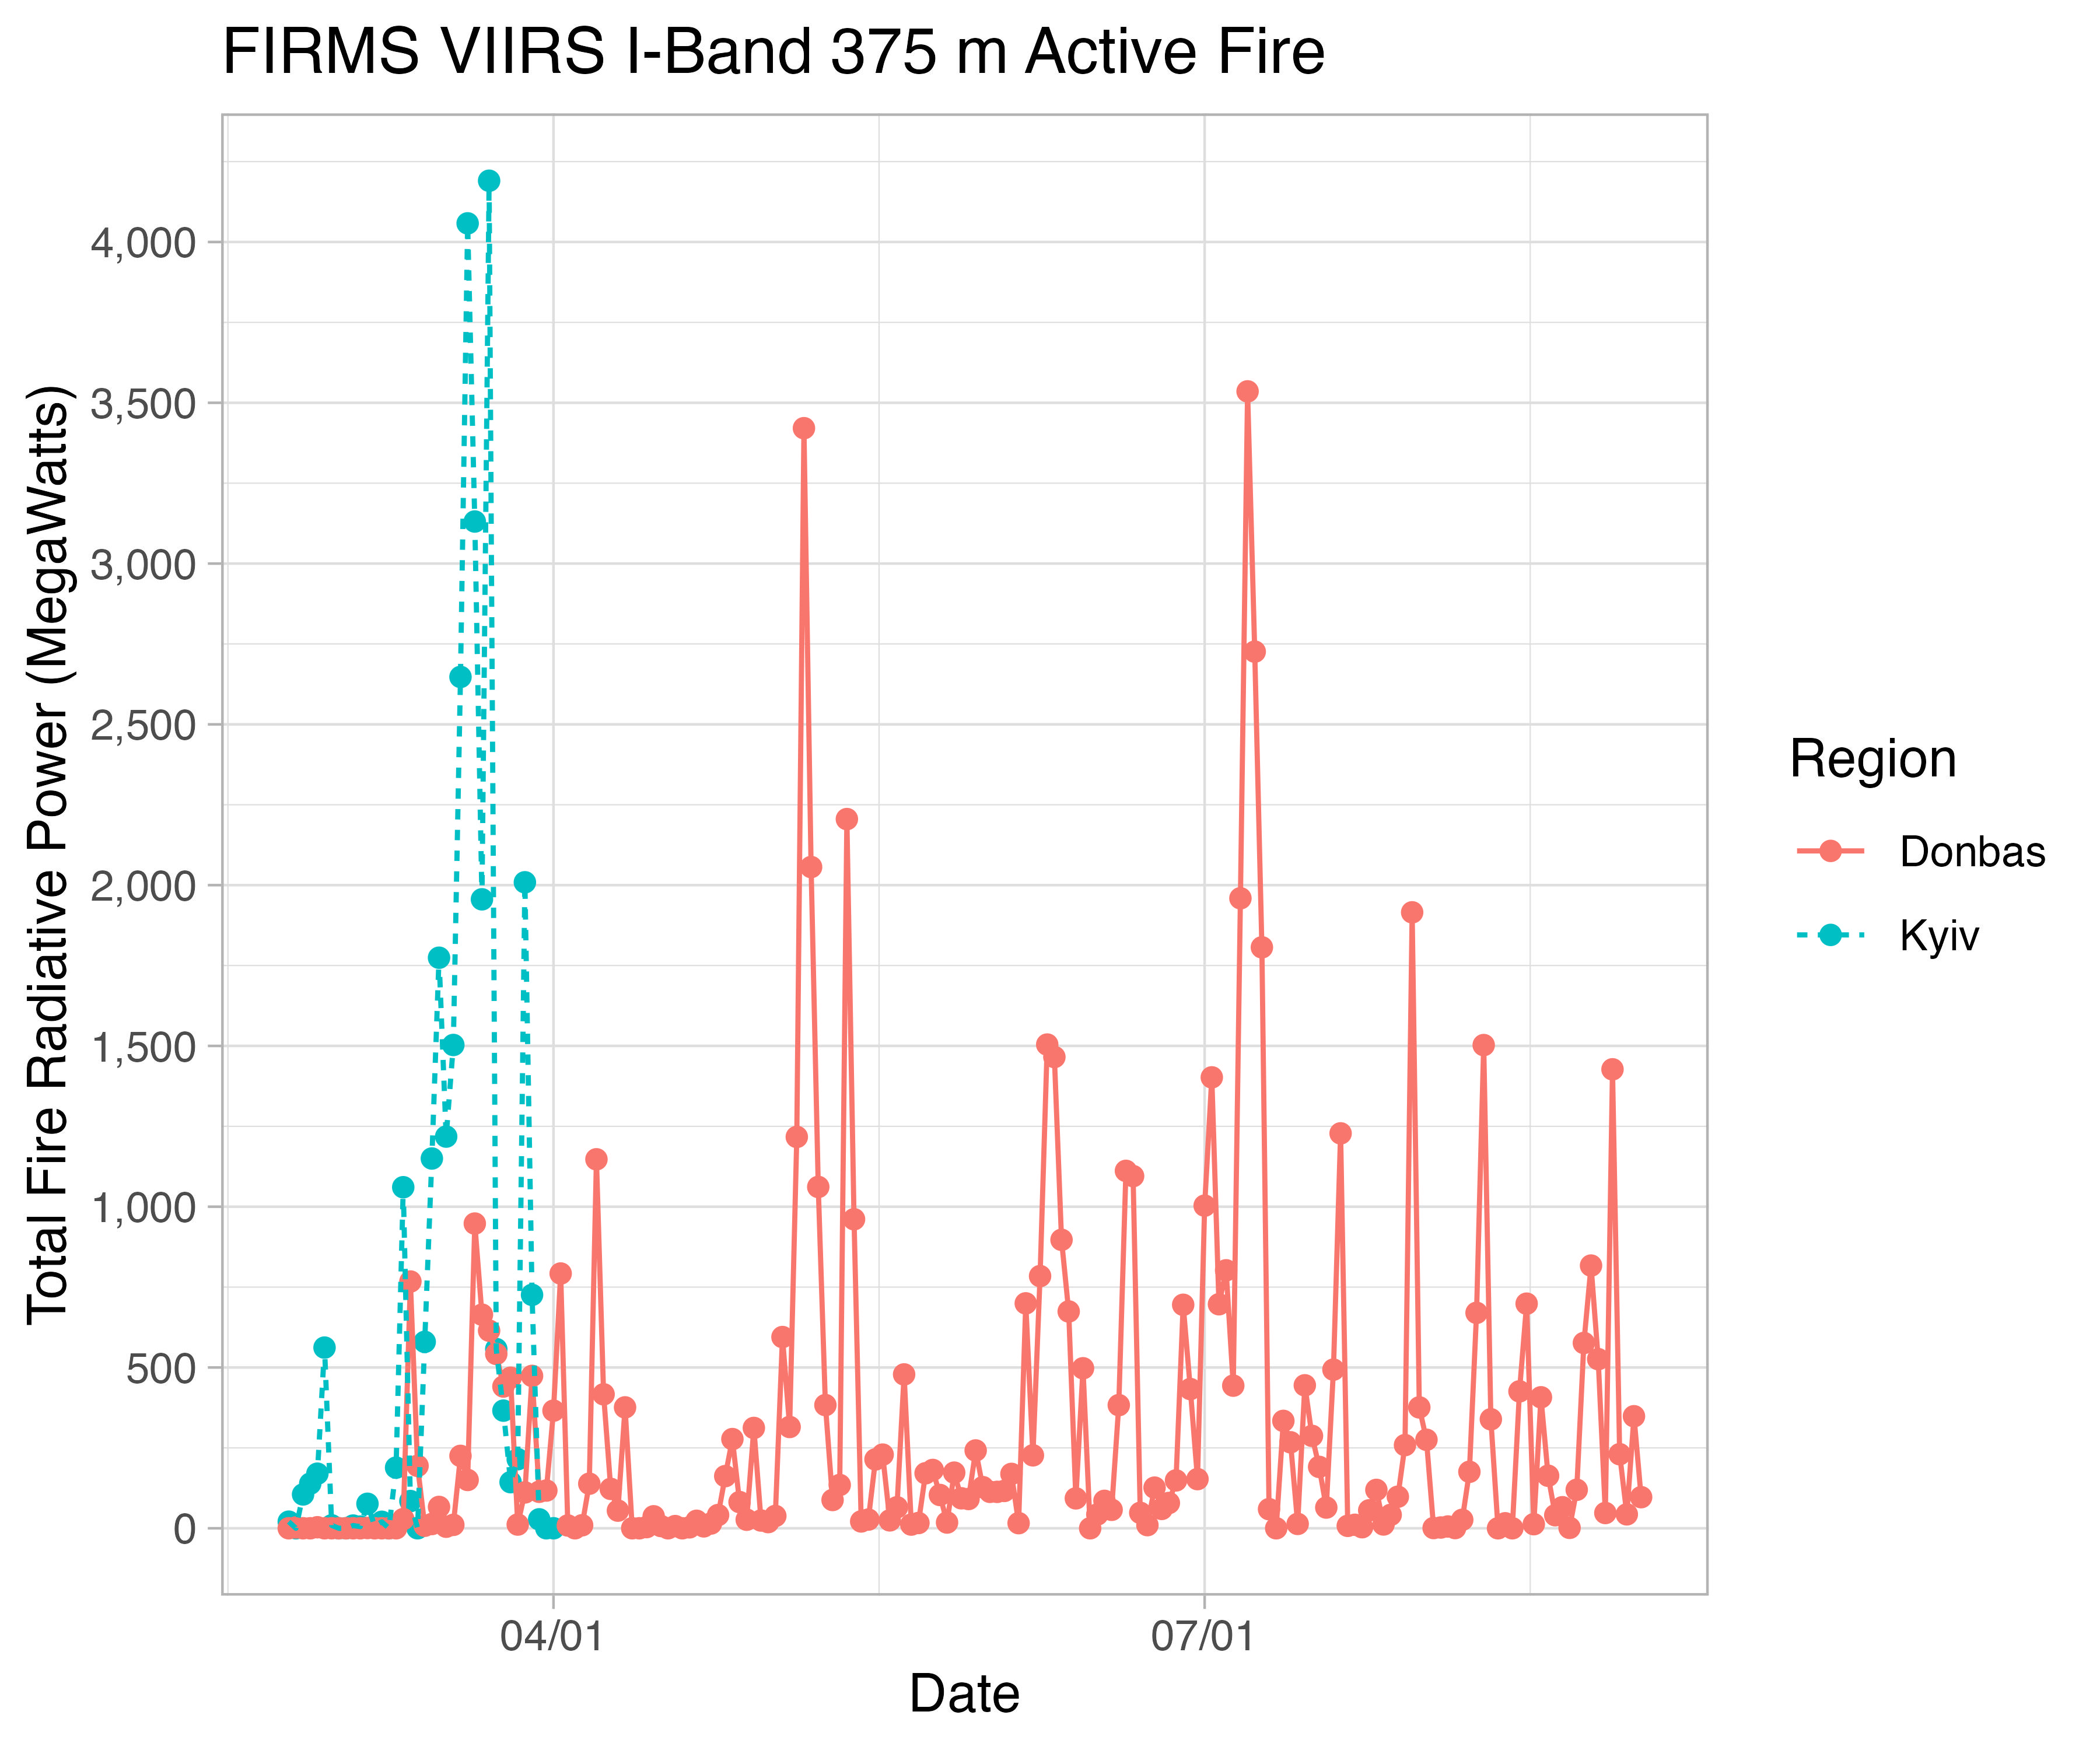 FIRMS VIIRS I-Band 375 m Active Fire
Total Fire Radiative Power (MegaWatts)
4,000
3,500
3,000
2,500
2,000
1,500
1,000
500
0
04/01
07/01
Date
Region
Donbas
Kyiv